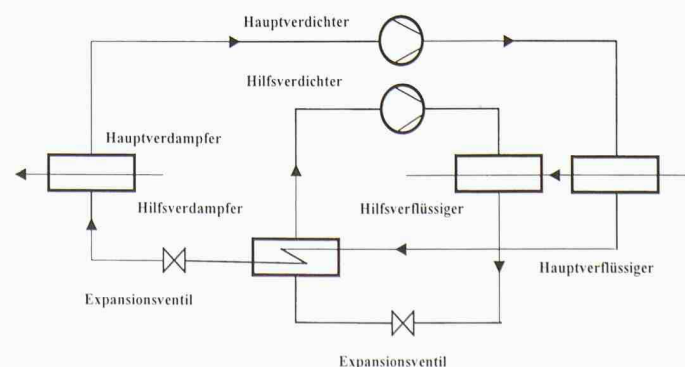 Hauptverdichter
Hilfsverdichter
Hauptverdampfer
Hilfsverdampfer
Hilfsverflüssiger
Hauptverflüssiger
Expansionsventil
Expansionsventil